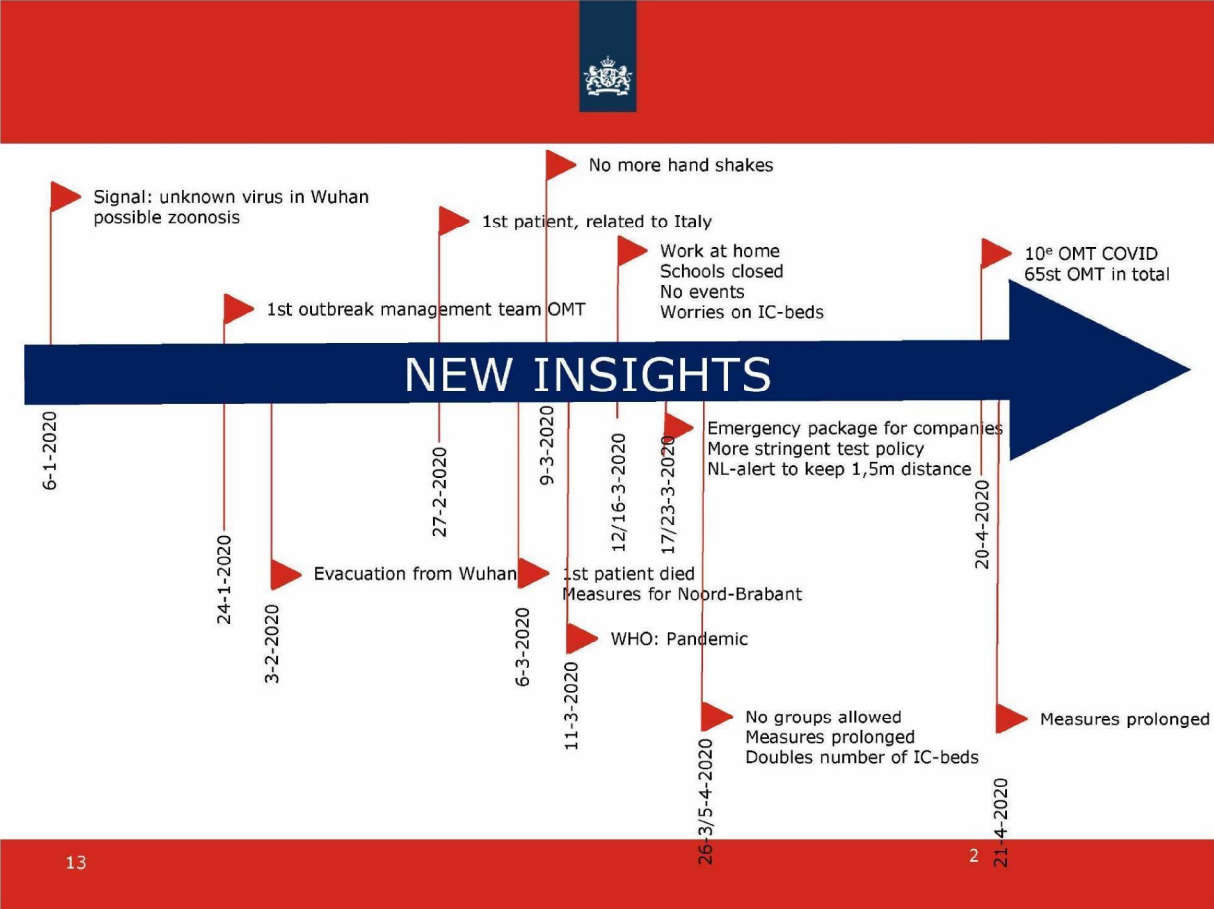 No more hand shakes
Signal: unknown virus in Wuhan
possible zoonosis
1st patient, related to Italy
Work at home
Schools closed
No events
Worries on IC-beds
10e OMT COVID
65st OMT in total
1st outbreak management team OMT
NEW INSIGHTS
6-1-2020
24-1-2020
3-2-2020
27-2-2020
6-3-2020
9-3-2020
11-3-2020
12/16-3-2020
17/23-3-2020
26-3/5-4-2020
20-4-2020
21-4-2020
Emergency package for companies
More stringent test policy
NL-alert to keep 1,5m distance
Evacuation from Wuhan
1st patient died
Measures for Noord-Brabant
WHO: Pandemic
No groups allowed
Measures prolonged
Doubles number of IC-beds
Measures prolonged
13
2